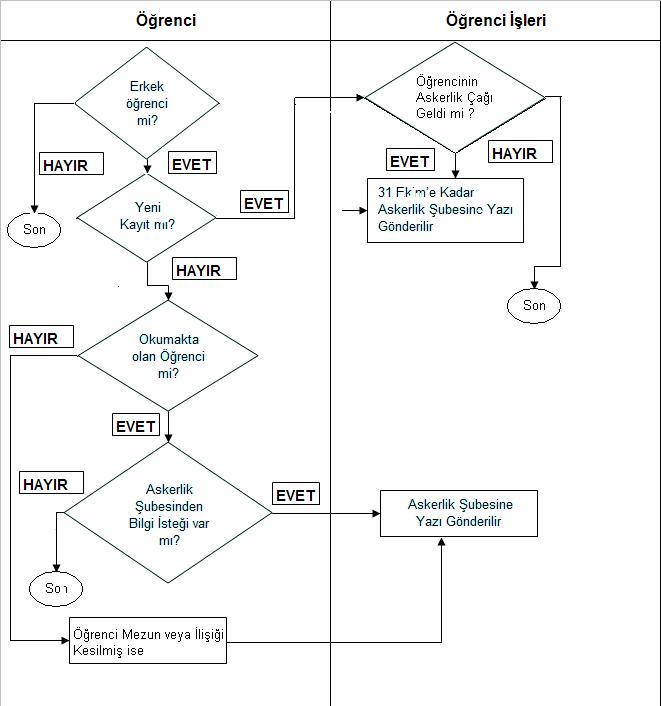 Öğrenci
Öğrenci İşleri
Erkek
öğrenci
mi?
Öğrencinin
Askerlik Çağı
Geldi mi ?
HAYIR
EVET
EVET
HAYIR
31 Ekim'e Kadar
Askerlik Şubesine Yazı
Gönderilir
Yeni
Kayıt mı?
EVET
Son
HAYIR
Son
HAYIR
Okumakta
olan Öğrenci
mi?
EVET
HAYIR
Askerlik
Şubesinden
Bilgi İsteği var
mı?
EVET
Askerlik Şubesine
Yazı Gönderilir
Son
Öğrenci Mezun veya İlişiği
Kesilmiş ise